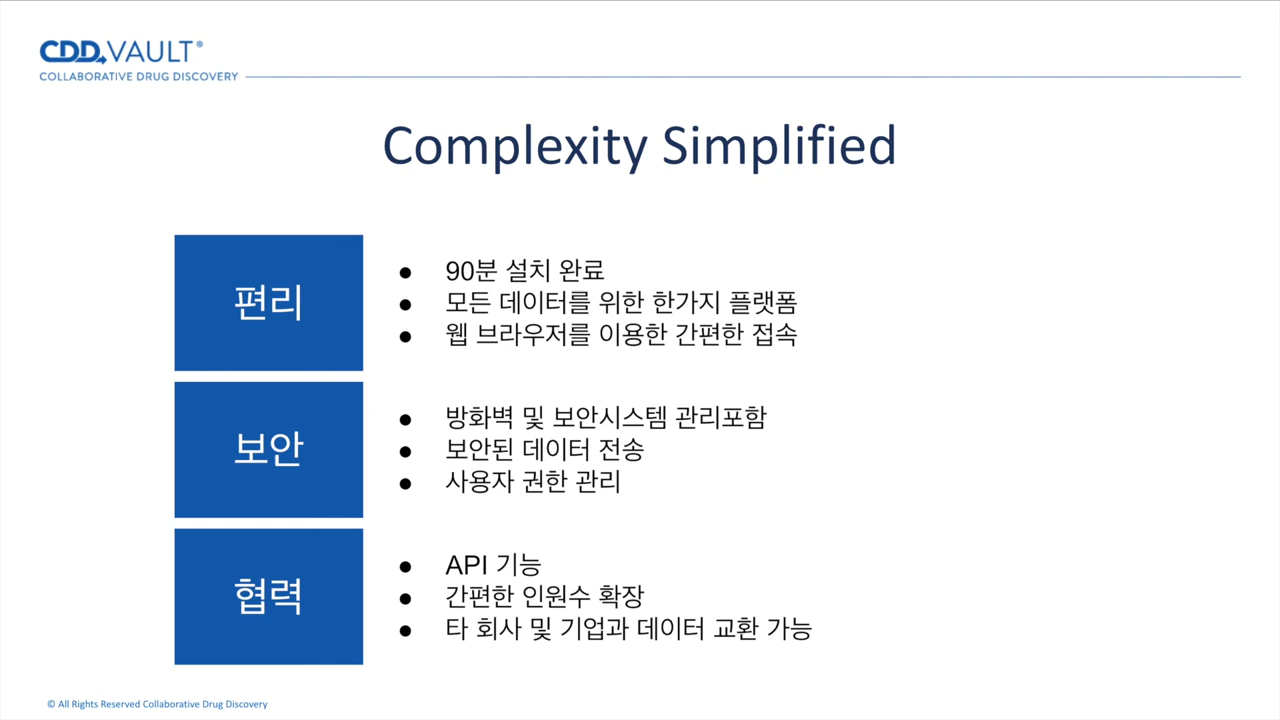 CDD VAULT®
COLLABORATIVE DRUG DISCOVERY
Complexity Simplified
편리
● 90분 설치 완료
● 모든 데이터를 위한 한가지 플랫폼
● 웹 브라우저를 이용한 간편한 접속
보안
● 방화벽 및 보안시스템 관리포함
● 보안된 데이터 전송
● 사용자 권한 관리
협력
● API 기능
● 간편한 인원수 확장
● 타 회사 및 기업과 데이터 교환 가능
© All Rights Reserved Collaborative Drug Discovery